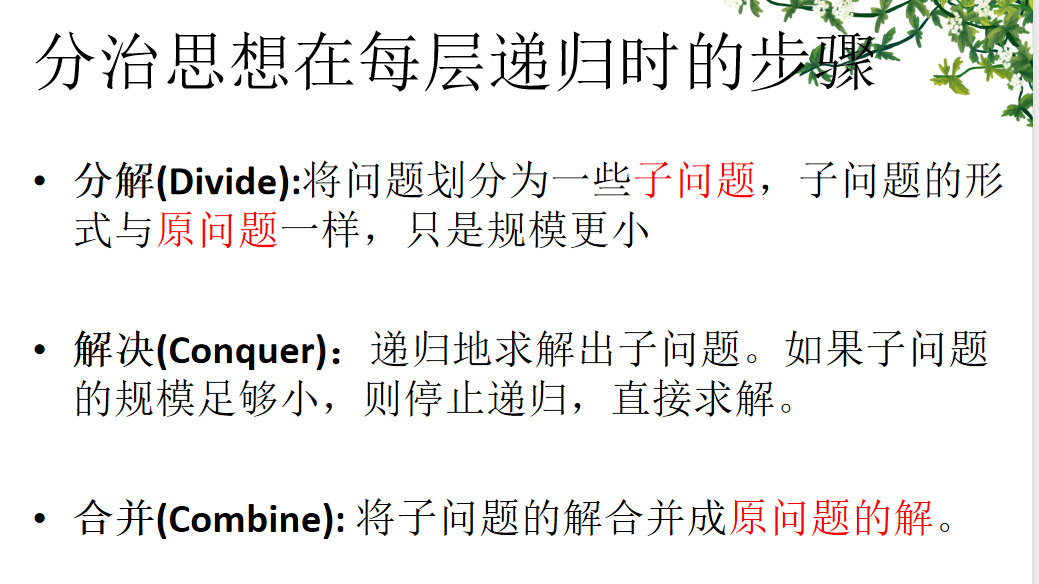 分治思想在每层递归时的步骤
• 分解(Divide):将问题划分为一些子问题，子问题的形
式与原问题一样，只是规模更小
• 解决(Conquer)：递归地求解出子问题。如果子问题
的规模足够小，则停止递归，直接求解。
• 合并(Combine): 将子问题的解合并成原问题的解。